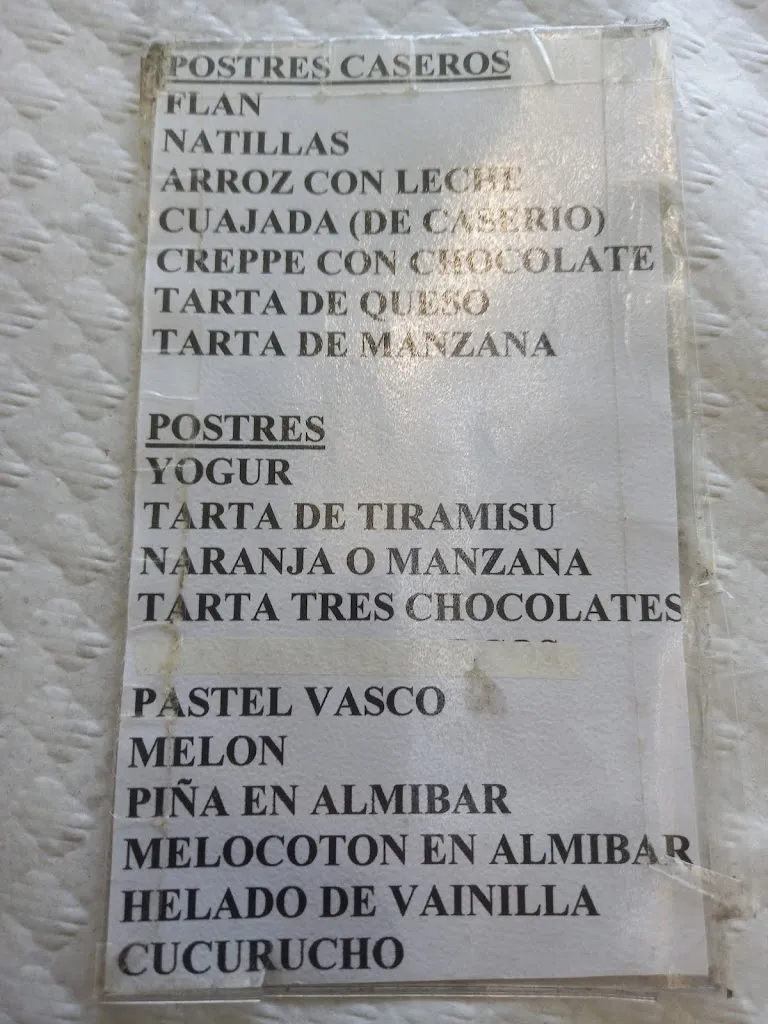 POSTRES CASEROS
FLAN
NATILLAS
ARROZ CON LECHE
CUAJADA (DE CASERIO)
CREPPE CON CHOCOLATE
TARTA DE QUESO
TARTA DE MANZANA
POSTRES
YOGUR
TARTA DE TIRAMISU
NARANJA O MANZANA
TARTA TRES CHOCOLATES
PASTEL VASCO
MELON
PIÑA EN ALMIBAR
MELOCOTON EN ALMIBAR
HELADO DE VAINILLA
CUCURUCHO